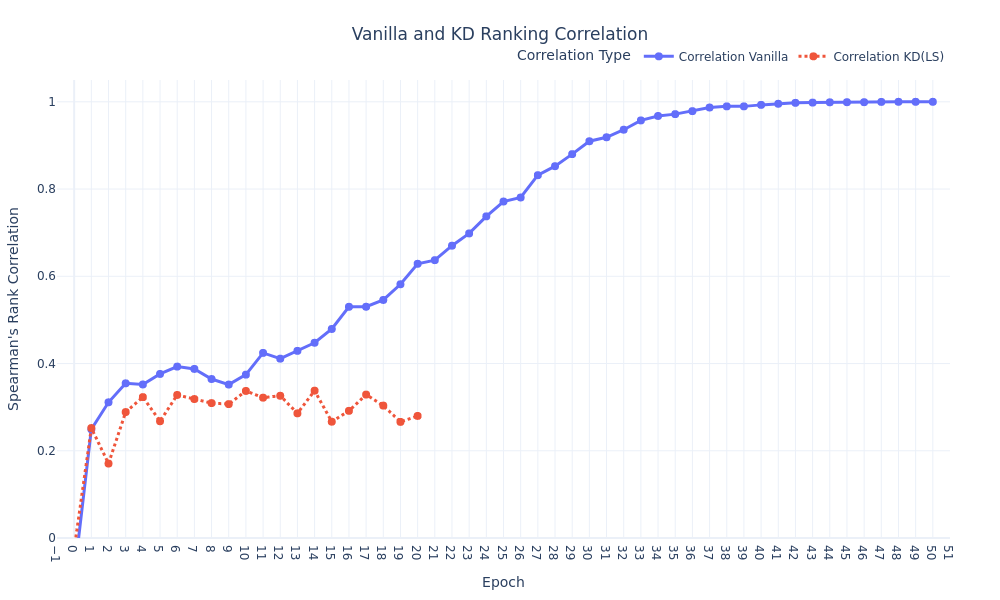 Vanilla and KD Ranking Correlation
Correlation Type Correlation Vanilla Correlation KD(LS)
Spearman's Rank Correlation
1
0.8
0.6
0.4
0.2
0
−1 0 1 2 3 4 5 6 7 8 9 10 11 12 13 14 15 16 17 18 19 20 21 22 23 24 25 26 27 28 29 30 31 32 33 34 35 36 37 38 39 40 41 42 43 44 45 46 47 48 49 50 51
Epoch